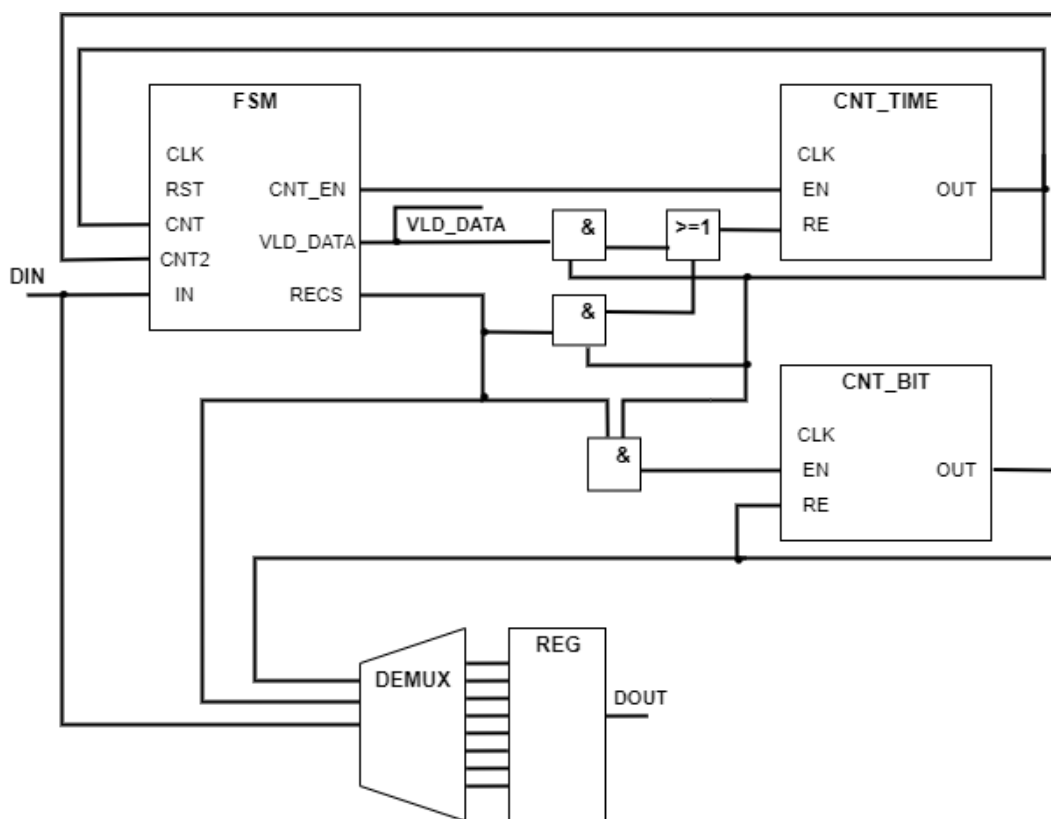 FSM
CLK
RST
CNT
CNT2
IN
CNT_EN
VLD_DATA
RECS
DIN
VLD_DATA
&
>=1
&
&
CNT_TIME
CLK
EN
RE
OUT
CNT_BIT
CLK
EN
RE
OUT
DEMUX
REG
DOUT